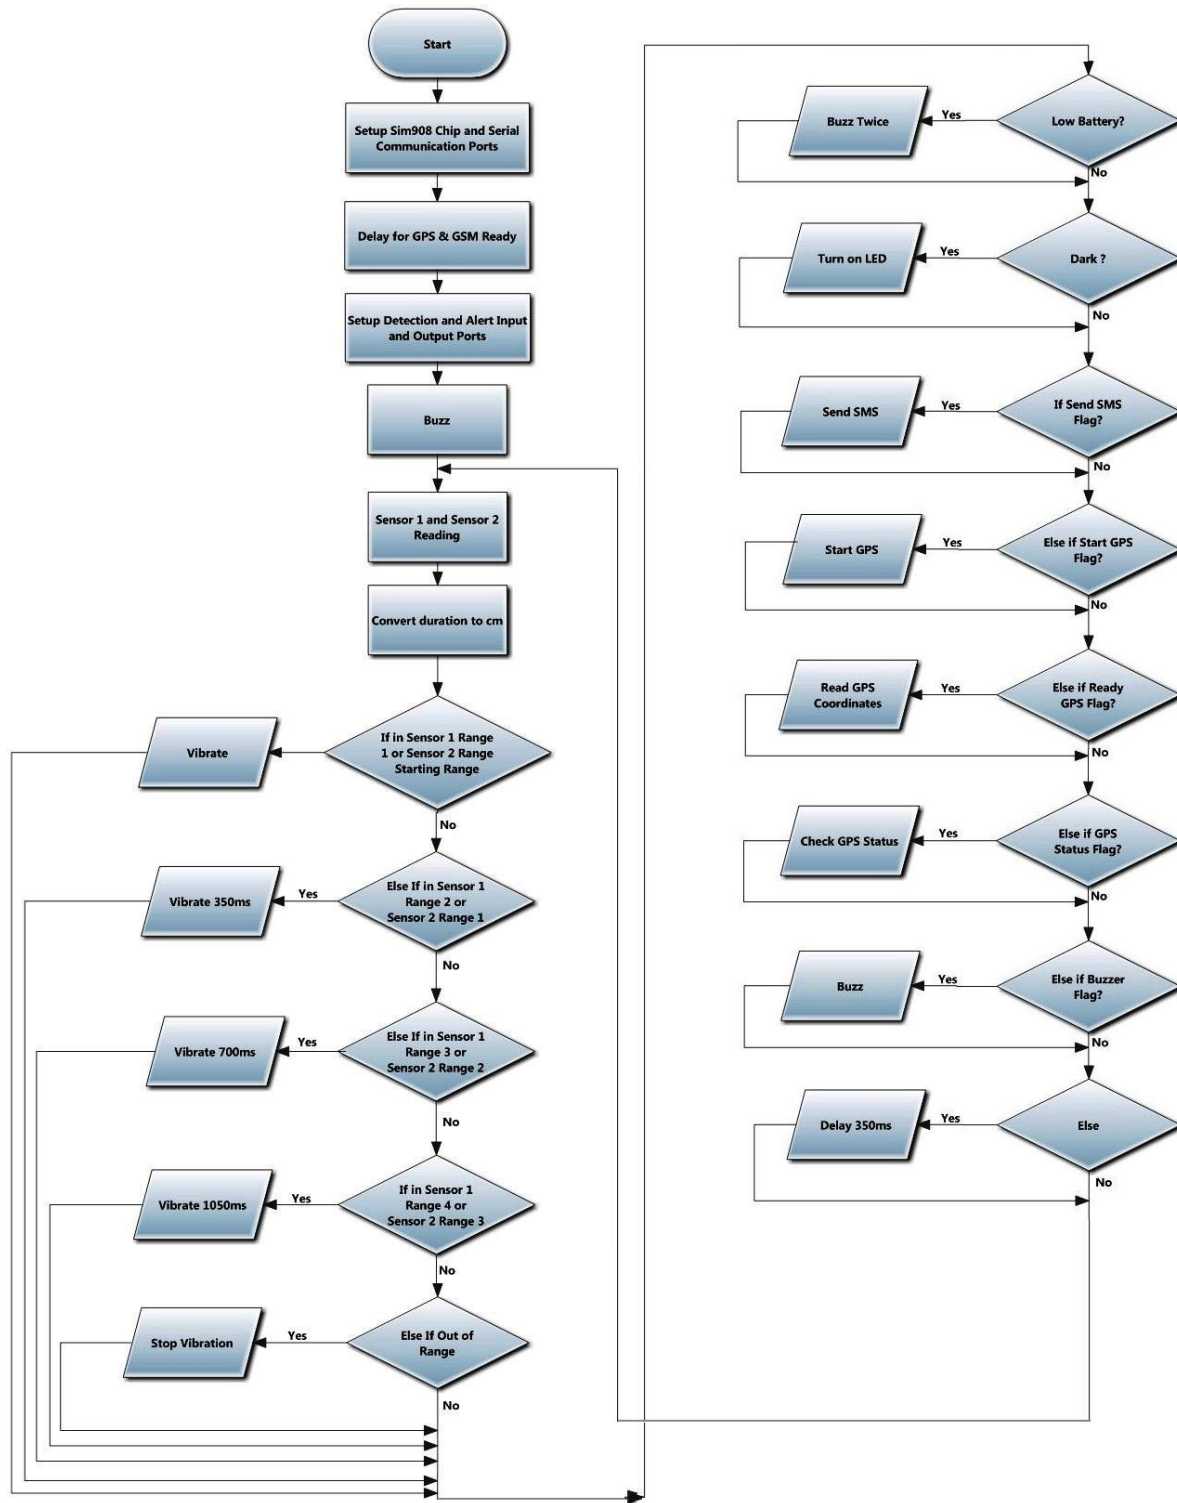 Start
Setup Sim908 Chip and Serial
Communication Ports
Delay for GPS & GSM Ready
Setup Detection and Alert Input
and Output Ports
Buzz
Sensor 1 and Sensor 2
Reading
Convert duration to cm
If in Sensor 1 Range
1 or Sensor 2 Range
Starting Range
Vibrate
No
Else If in Sensor 1
Range 2 or
Sensor 2 Range 1
Yes
Vibrate 350ms
No
Else If in Sensor 1
Range 3 or
Sensor 2 Range 2
Yes
Vibrate 700ms
No
If in Sensor 1
Range 4 or
Sensor 2 Range 3
Yes
Vibrate 1050ms
No
Else If Out of
Range
Yes
Stop Vibration
No
Low Battery?
Yes
Buzz Twice
No
Dark ?
Yes
Turn on LED
No
If Send SMS
Flag?
Yes
Send SMS
No
Else if Start GPS
Flag?
Yes
Start GPS
No
Else if Ready
GPS Flag?
Yes
Read GPS
Coordinates
No
Else if GPS
Status Flag?
Yes
Check GPS Status
No
Else if Buzzer
Flag?
Yes
Buzz
No
Else
Yes
Delay 350ms
No